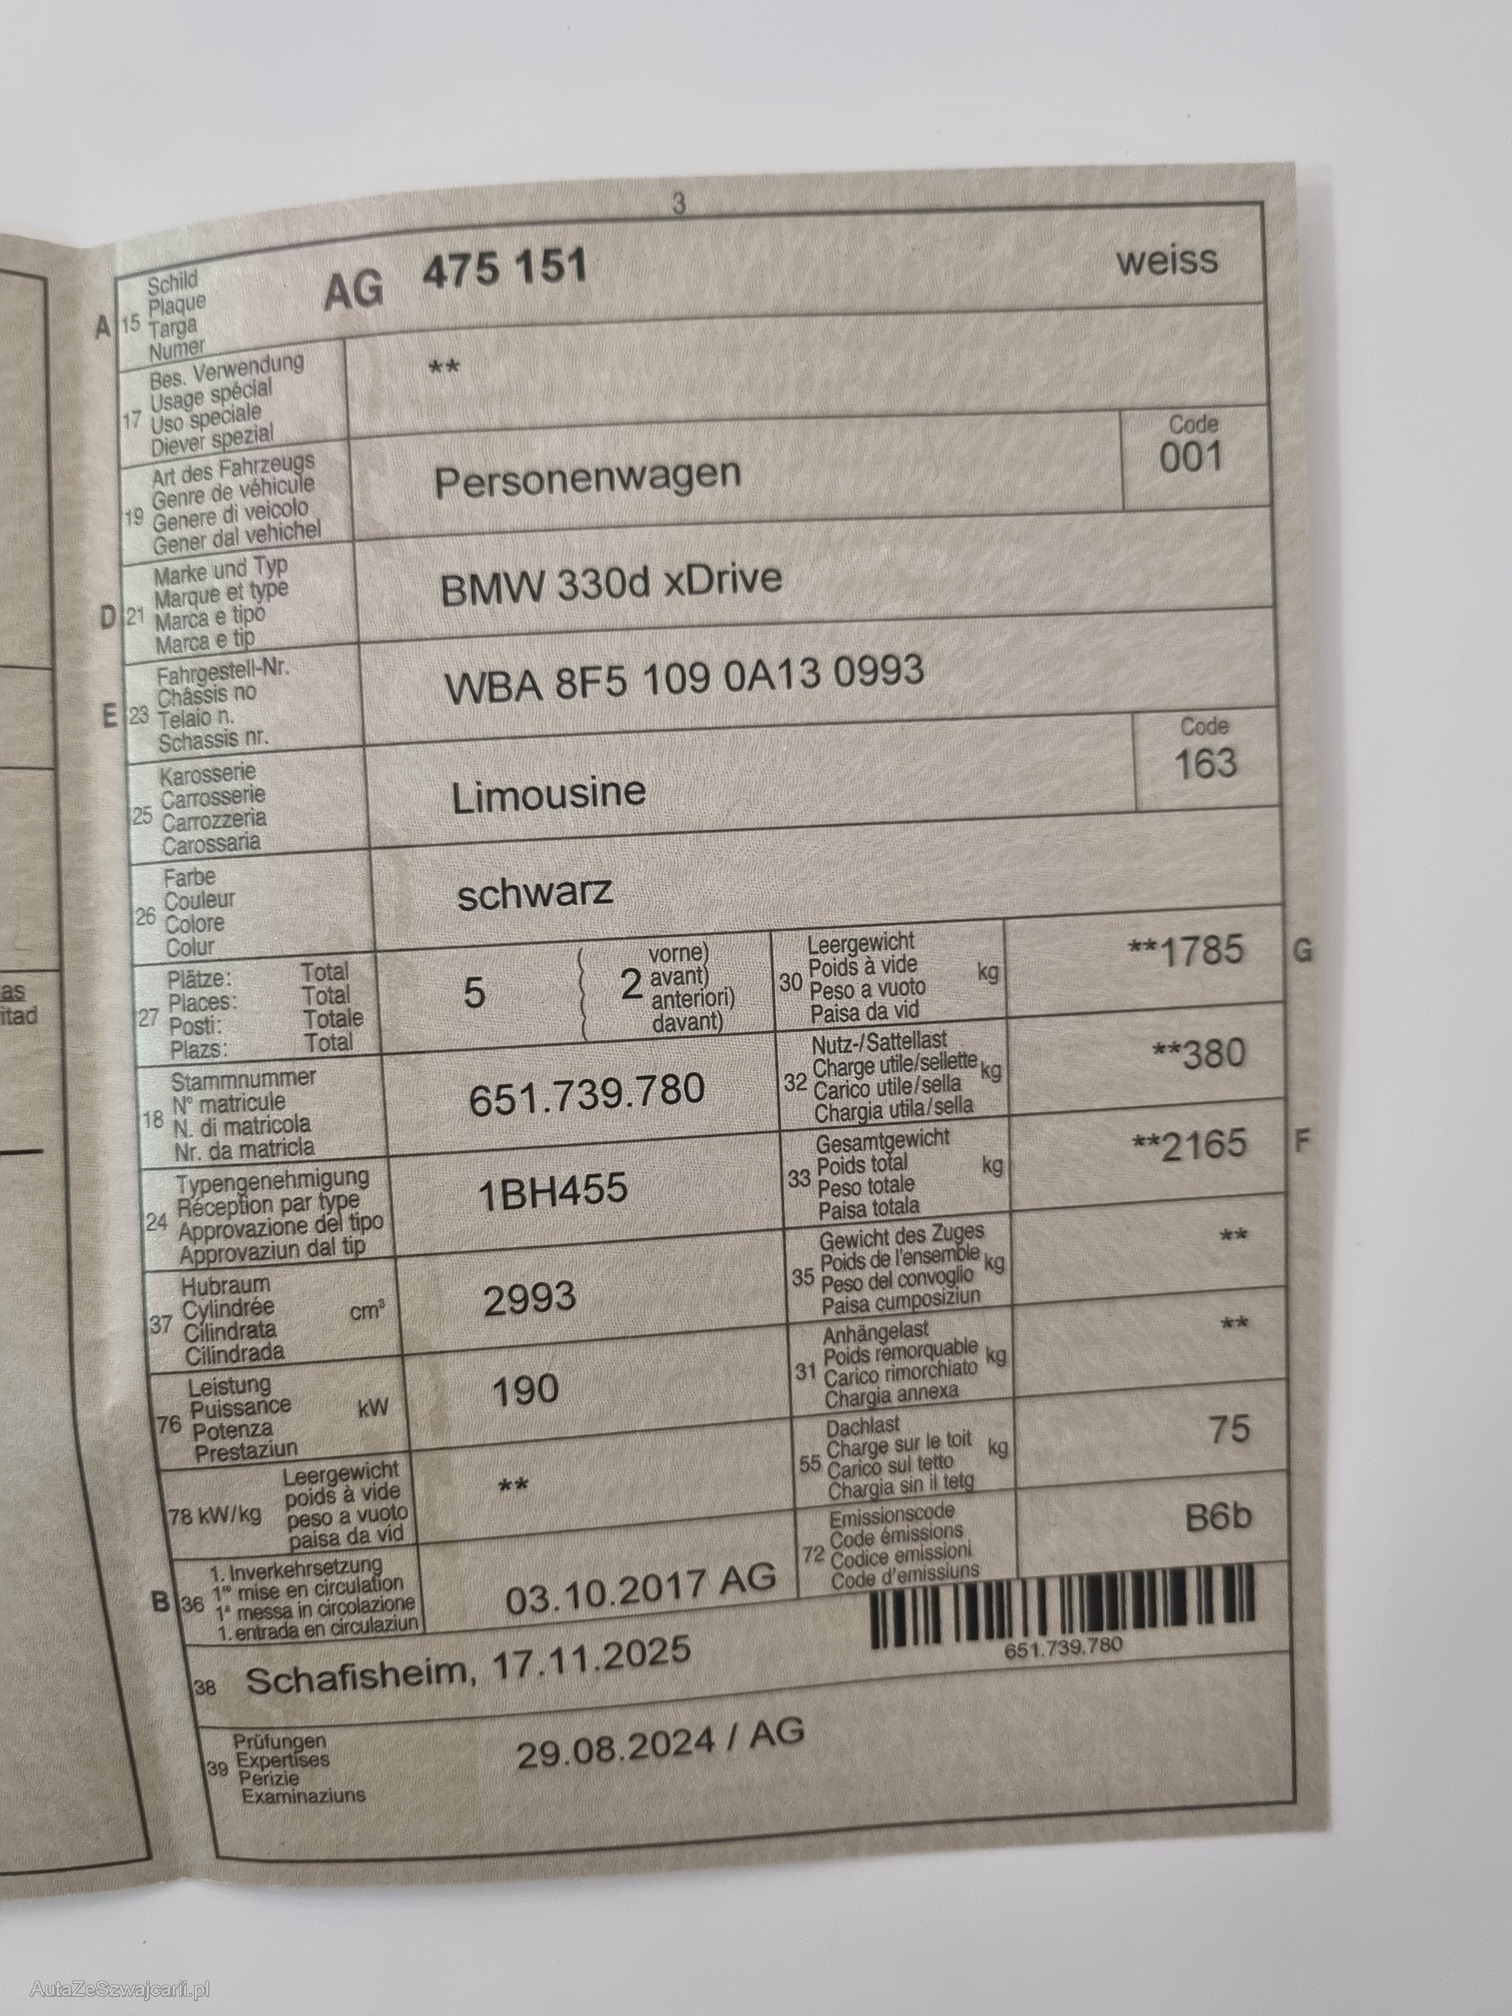 3
A 15 Schild
Plaque
Targa
Numer
AG 475 151 weiss
17 Bes. Verwendung
Usage spécial
Uso speciale
Diever spezial
**
19 Art des Fahrzeugs
Genre de véhicule
Genere di veicolo
Gener dal vehichel
Personenwagen
Code
001
D 21 Marke und Typ
Marque et type
Marca e tipo
Marca e tip
BMW 330d xDrive
E 23 Fahrgestell-Nr.
Châssis no
Telaio n.
Schassis nr.
WBA 8F5 109 0A13 0993
25 Karosserie
Carrosserie
Carrozzeria
Carossaria
Limousine
Code
163
26 Farbe
Couleur
Colore
Colur
schwarz
27 Plätze: Total
Places: Total
Posti: Totale
Plazs: Total
5
2 vorne)
avant)
anteriori)
davant)
30 Leergewicht
Poids à vide
Peso a vuoto
Paisa da vid
kg
**1785 G
18 Stammnummer
N° matricule
N. di matricola
Nr. da matricla
651.739.780
32 Nutz-/Sattellast
Charge utile/sellette
Carico utile/sella
Chargia utila/sella
kg
**380
24 Typengenehmigung
Réception par type
Approvazione del tipo
Approvaziun dal tip
1BH455
33 Gesamtgewicht
Poids total
Peso totale
Paisa totala
kg
**2165 F
37 Hubraum
Cylindrée
Cilindrata
Cilindrada
cm³
2993
35 Gewicht des Zuges
Poids de l'ensemble
Peso del convoglio
Paisa cumposiziun
kg
**
76 Leistung
Puissance
Potenza
Prestaziun
kW
190
31 Anhängelast
Poids remorquable
Carico rimorchiato
Chargia annexa
kg
**
78 kW/kg Leergewicht
poids à vide
peso a vuoto
paisa da vid
**
55 Dachlast
Charge sur le toit
Carico sul tetto
Chargia sin il tetg
kg
75
B 36 1. Inverkehrsetzung
1re mise en circulation
1a messa in circolazione
1. entrada en circulaziun
03.10.2017 AG
72 Emissionscode
Code émissions
Codice emissioni
Code d'emissiuns
B6b
651.739.780
38 Schafisheim, 17.11.2025
39 Prüfungen
Expertises
Perizie
Examinaziuns
29.08.2024 / AG
as
itad
AutaZeSzwajcarii.pl